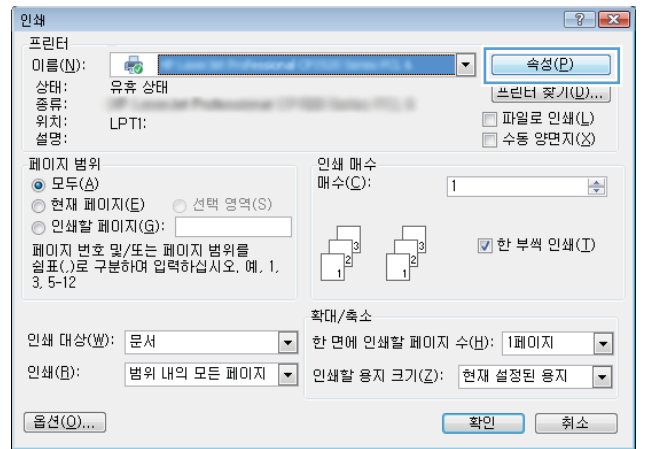 인쇄
프린터
이름(N):
속성(P)
상태: 유휴 상태
프린터 찾기(D)...
종류:
위치: LPT1:
파일로 인쇄(L)
설명:
수동 양면지(X)
페이지 범위
모두(A)
현재 페이지(E) 선택 영역(S)
인쇄할 페이지(G):
페이지 번호 및/또는 페이지 범위를
쉼표(,)로 구분하여 입력하십시오. 예, 1,
3, 5-12
인쇄 매수
매수(C): 1
3 3
2 2
1 1
한 부씩 인쇄(T)
인쇄 대상(W): 문서
인쇄(R): 범위 내의 모든 페이지
확대/축소
한 면에 인쇄할 페이지 수(H): 1페이지
인쇄할 용지 크기(Z): 현재 설정된 용지
옵션(O)...
확인
취소